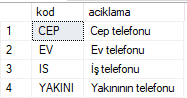 kod aciklama
1 CEP Cep telefonu
2 EV Ev telefonu
3 IS İş telefonu
4 YAKINI Yakınının telefonu